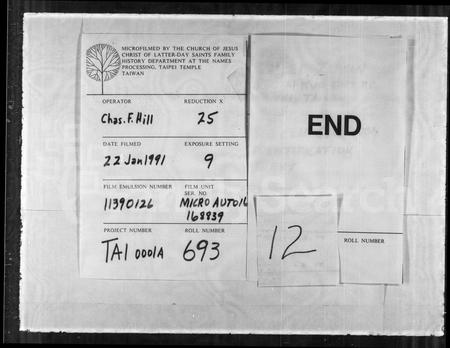 MICROFILMED BY THE CHURCH OF JESUS
CHRIST OF LATTER-DAY SAINTS FAMILY
HISTORY DEPARTMENT AT THE NAMES
PROCESSING, TAIPEI TEMPLE
TAIWAN
OPERATOR REDUCTION X
Chas. F. Hill 25
DATE FILMED EXPOSURE SETTING
22 Jan 1991 9
FILM EMULSION NUMBER FILM UNIT
SER. NO.
11390126 MICRO AUTO 16
168839
PROJECT NUMBER ROLL NUMBER
TAI 0001A 693
END
12
ROLL NUMBER